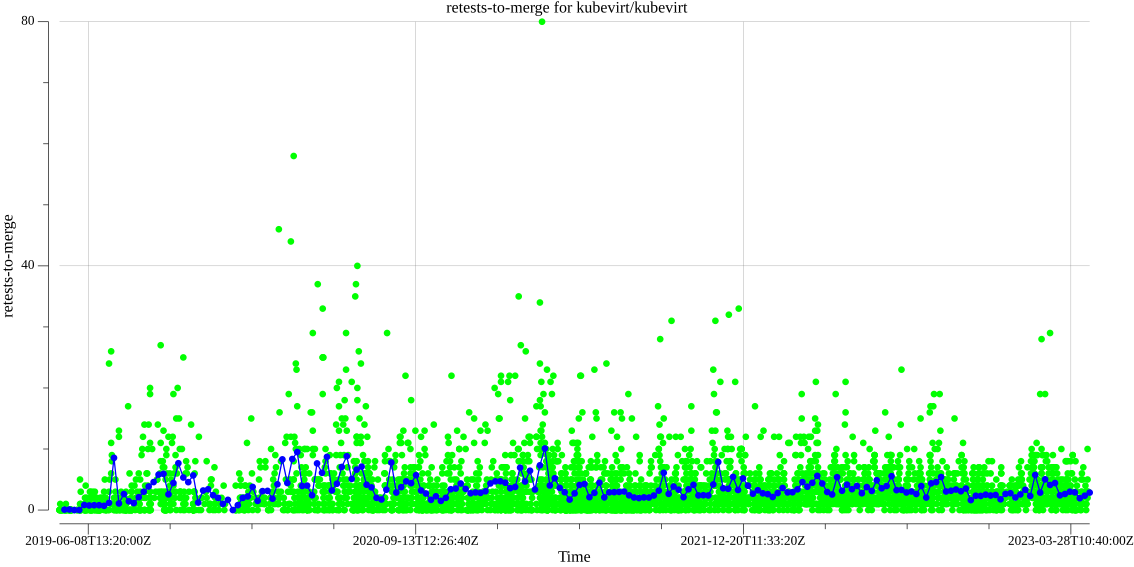 retests-to-merge for kubevirt/kubevirt
80
40
0
retests-to-merge
2019-06-08T13:20:00Z
2020-09-13T12:26:40Z
2021-12-20T11:33:20Z
2023-03-28T10:40:00Z
Time